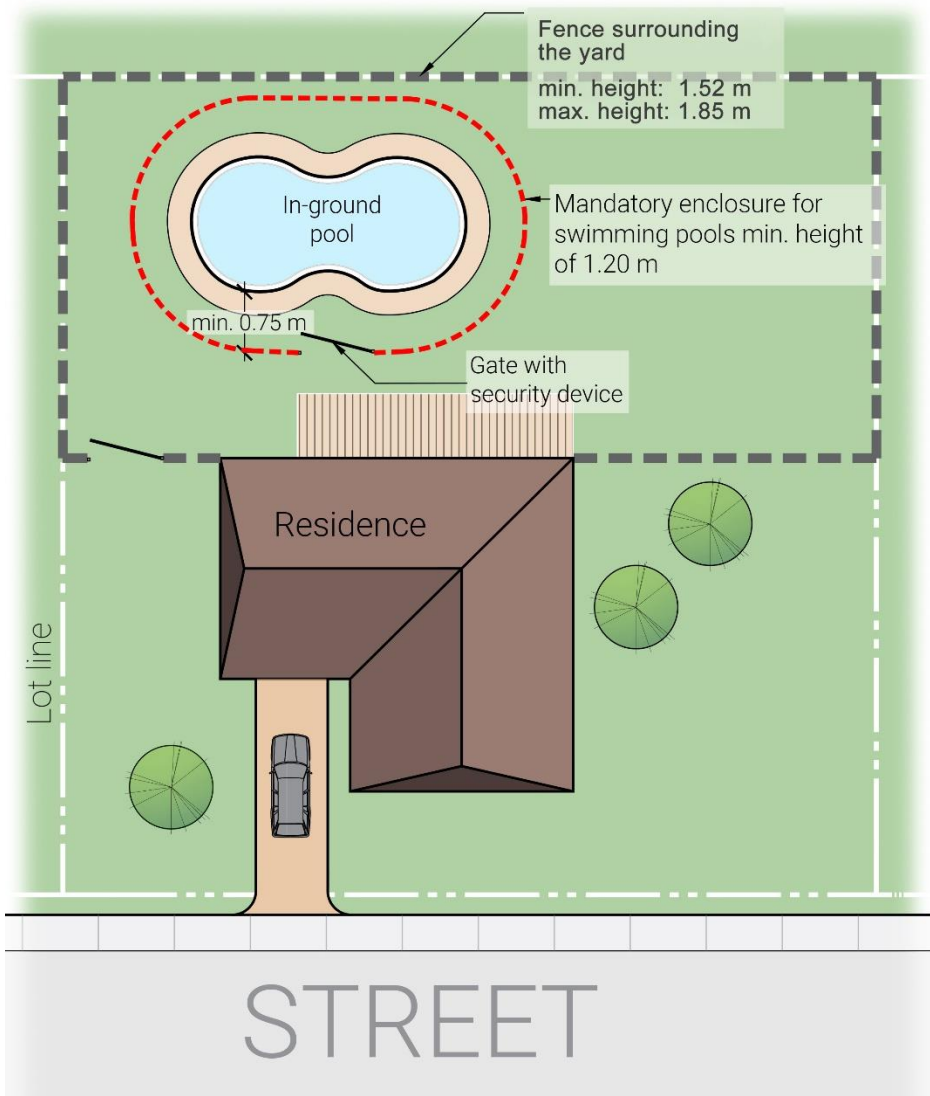 Fence surrounding
the yard
min. height: 1.52 m
max. height: 1.85 m
In-ground
pool
Mandatory enclosure for
swimming pools min. height
of 1.20 m
min. 0.75 m
Gate with
security device
Residence
Lot line
STREET